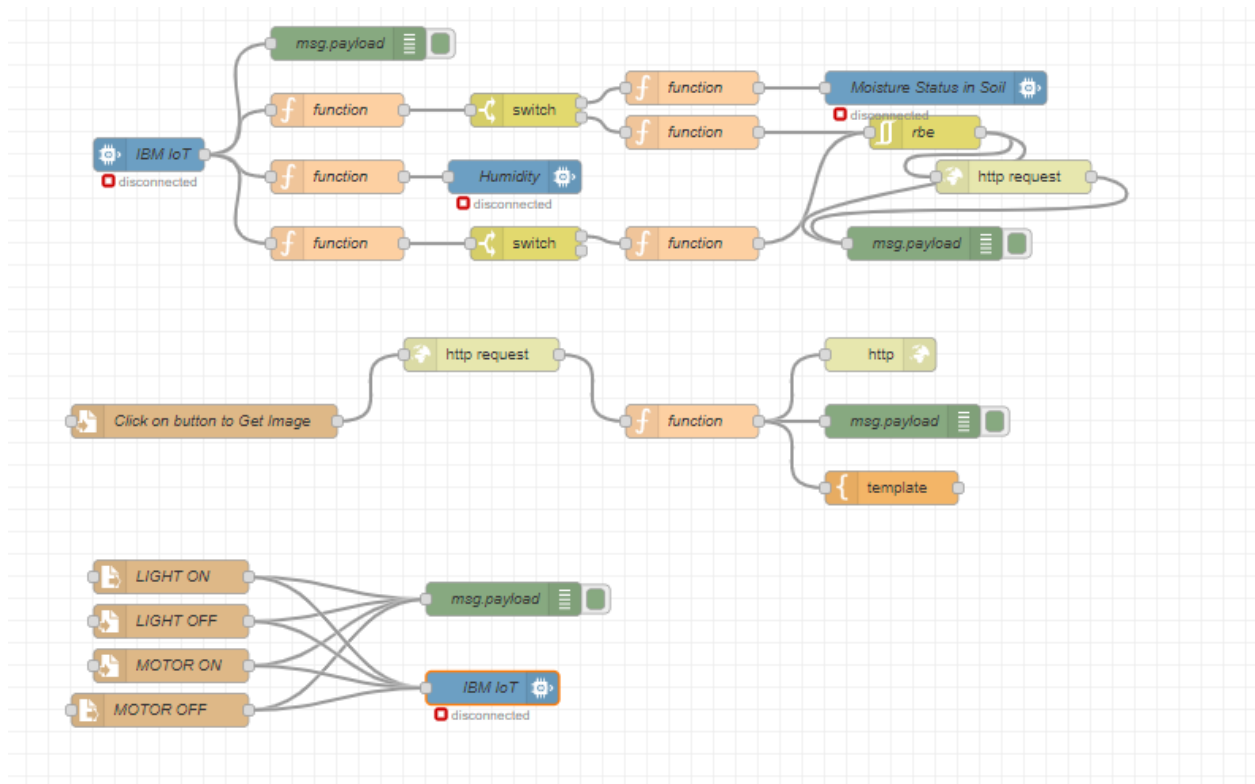 msg.payload
function
switch
function
Moisture Status in Soil
disconnected
function
rbe
IBM IoT
disconnected
function
Humidity
disconnected
http request
function
switch
function
msg.payload
http request
http
Click on button to Get Image
function
msg.payload
template
LIGHT ON
msg.payload
LIGHT OFF
MOTOR ON
IBM IoT
disconnected
MOTOR OFF